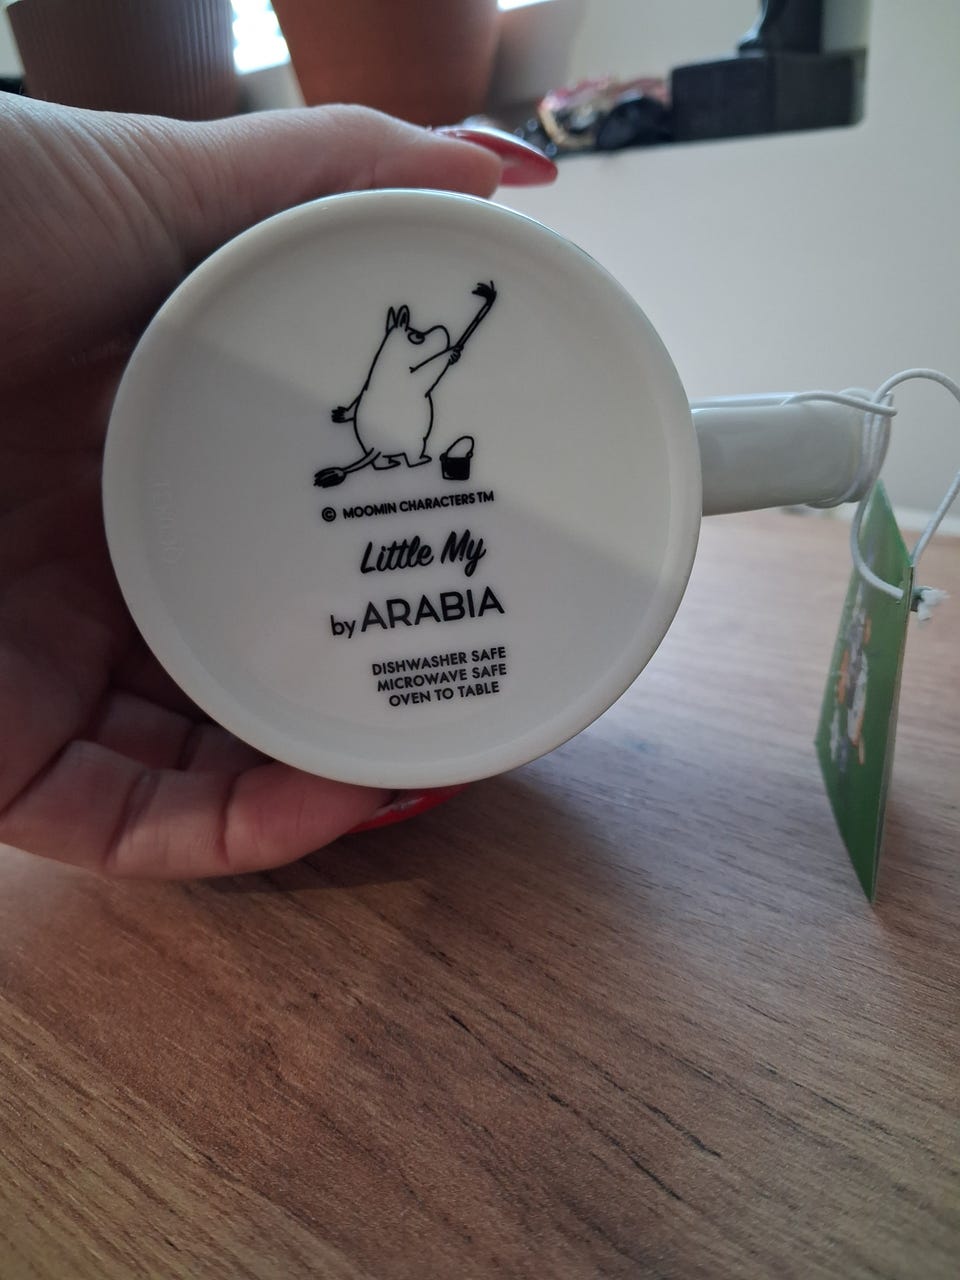 © MOOMIN CHARACTERS TM
Little My
by ARABIA
DISHWASHER SAFE
MICROWAVE SAFE
OVEN TO TABLE